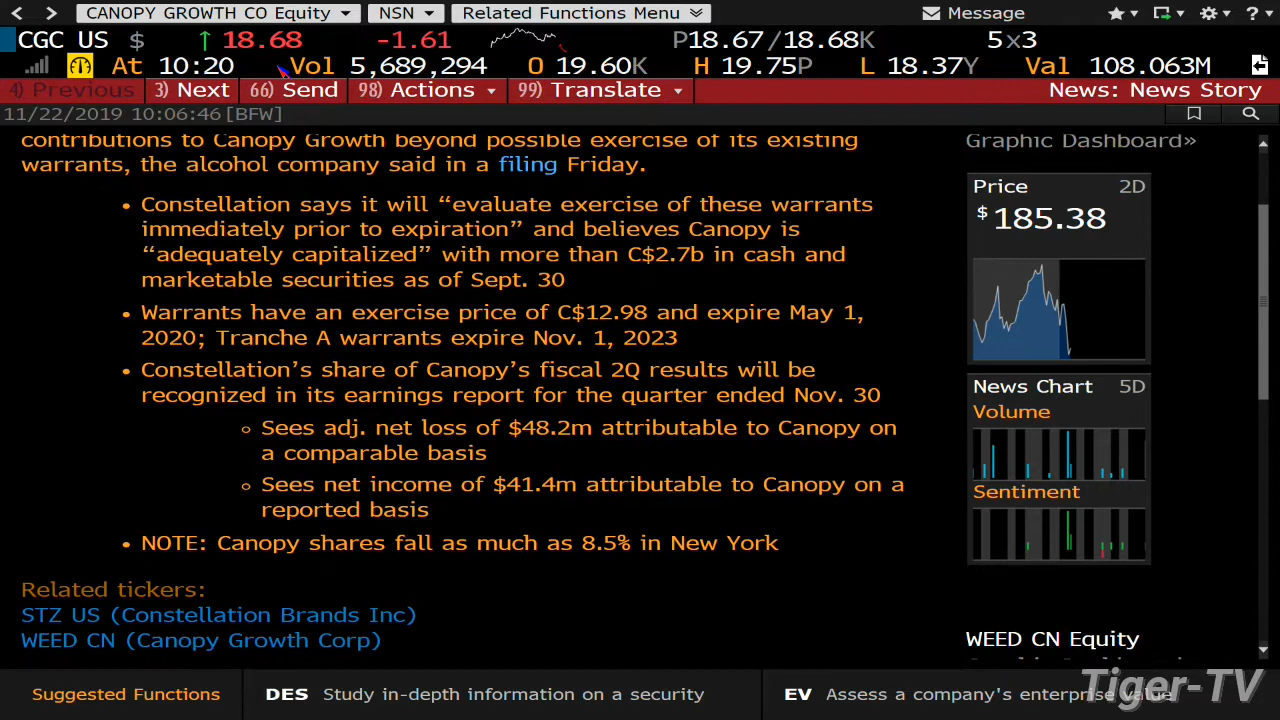 CANOPY GROWTH CO Equity NSN Related Functions Menu Message
CGC US $ ↑ 18.68 -1.61 P18.67/18.68K 5x3
At 10:20 Vol 5,689,294 O 19.60K H 19.75P L 18.37Y Val 108.063M
4) Previous 3) Next 66) Send 98) Actions 99) Translate News: News Story
11/22/2019 10:06:46 [BFW]
contributions to Canopy Growth beyond possible exercise of its existing
warrants, the alcohol company said in a filing Friday.
• Constellation says it will “evaluate exercise of these warrants
immediately prior to expiration” and believes Canopy is
“adequately capitalized” with more than C$2.7b in cash and
marketable securities as of Sept. 30
• Warrants have an exercise price of C$12.98 and expire May 1,
2020; Tranche A warrants expire Nov. 1, 2023
• Constellation’s share of Canopy’s fiscal 2Q results will be
recognized in its earnings report for the quarter ended Nov. 30
◦ Sees adj. net loss of $48.2m attributable to Canopy on
a comparable basis
◦ Sees net income of $41.4m attributable to Canopy on a
reported basis
• NOTE: Canopy shares fall as much as 8.5% in New York
Related tickers:
STZ US (Constellation Brands Inc)
WEED CN (Canopy Growth Corp)
Graphic Dashboard»
Price 2D
$185.38
News Chart 5D
Volume
Sentiment
WEED CN Equity
Suggested Functions DES Study in-depth information on a security EV Assess a company's enterprise value
Tiger-TV